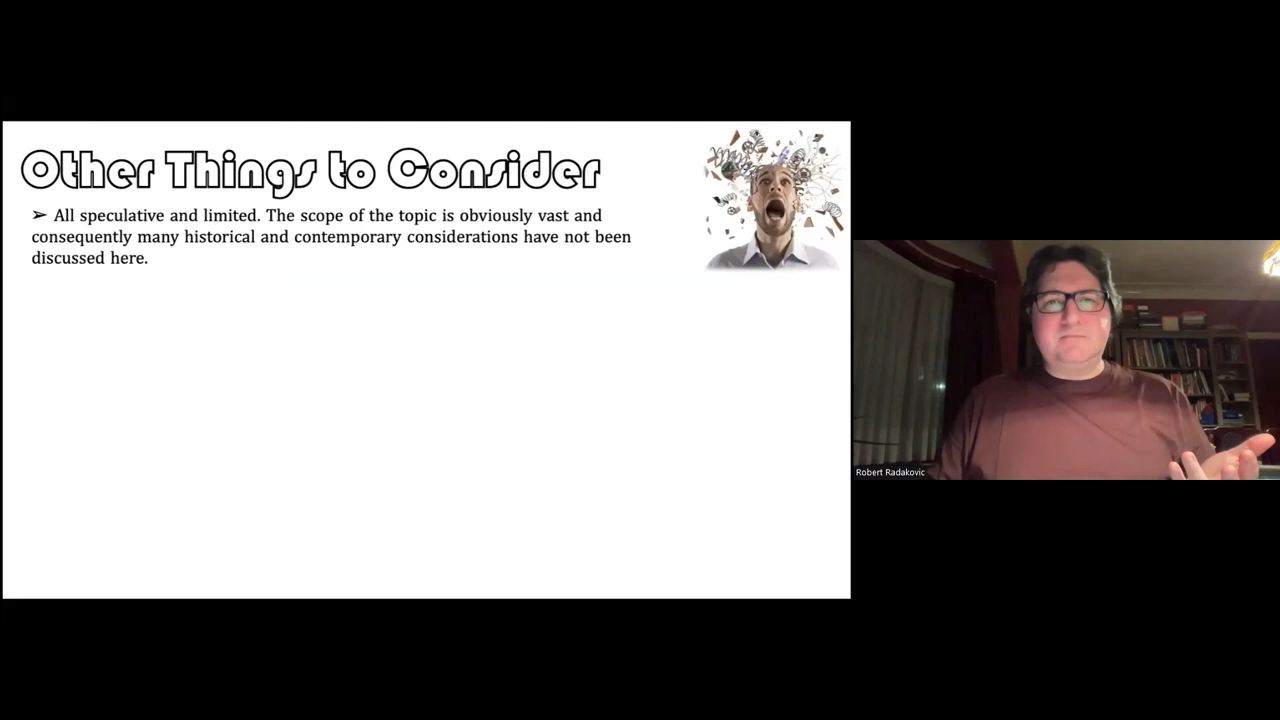 Other Things to Consider
➢ All speculative and limited. The scope of the topic is obviously vast and
consequently many historical and contemporary considerations have not been
discussed here.
Robert Radakovic